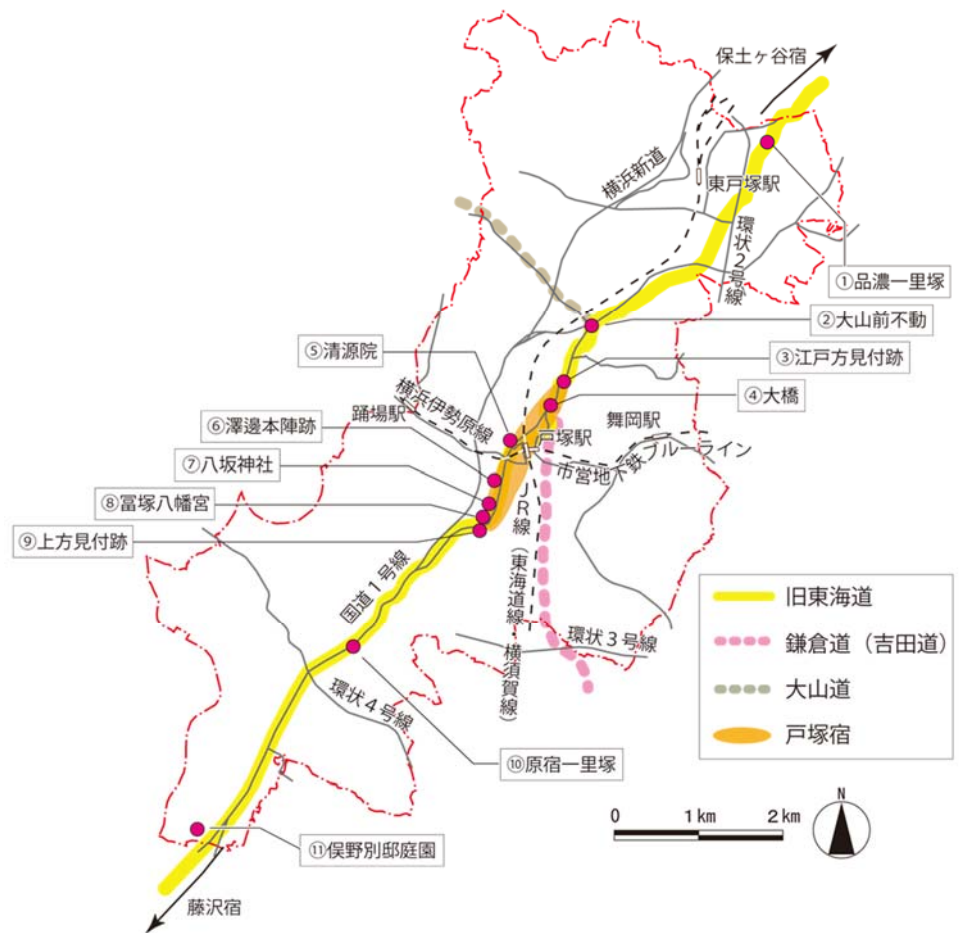 保土ヶ谷宿
横浜新道
東戸塚駅
環状2号線
①品濃一里塚
②大山前不動
⑤清源院
③江戸方見付跡
横浜伊勢原線
④大橋
踊場駅
舞岡駅
⑥澤邊本陣跡
戸塚駅
市営地下鉄ブルーライン
⑦八坂神社
⑧冨塚八幡宮
JR線(東海道線・横須賀線)
⑨上方見付跡
国道1号線
旧東海道
環状3号線
鎌倉道(吉田道)
環状4号線
大山道
戸塚宿
⑩原宿一里塚
N
0 1km 2km
⑪俣野別邸庭園
藤沢宿